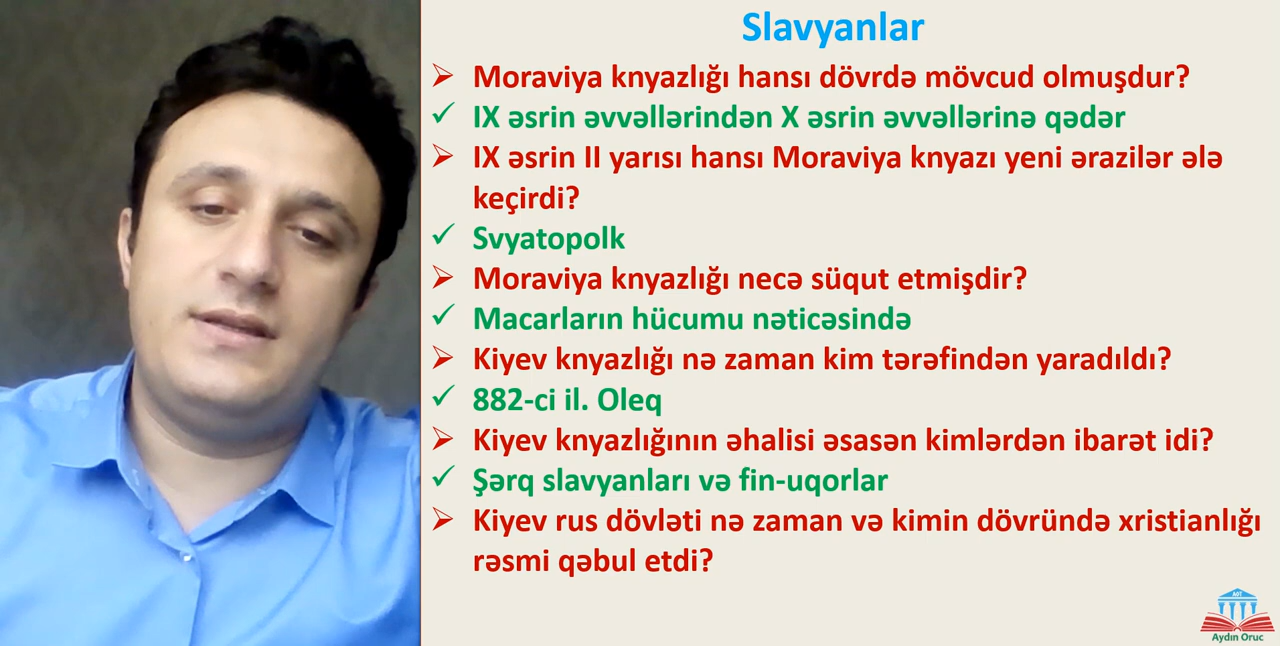 Slavyanlar
Moraviya knyazlığı hansı dövrdə mövcud olmuşdur?
IX əsrin əvvəllərindən X əsrin əvvəllərinə qədər
IX əsrin II yarısı hansı Moraviya knyazı yeni ərazilər ələ
keçirdi?
Svyatopolk
Moraviya knyazlığı necə süqut etmişdir?
Macarların hücumu nəticəsində
Kiyev knyazlığı nə zaman kim tərəfindən yaradıldı?
882-ci il. Oleq
Kiyev knyazlığının əhalisi əsasən kimlərdən ibarət idi?
Şərq slavyanları və fin-uqorlar
Kiyev rus dövləti nə zaman və kimin dövründə xristianlığı
rəsmi qəbul etdi?
AOT
Aydın Oruc